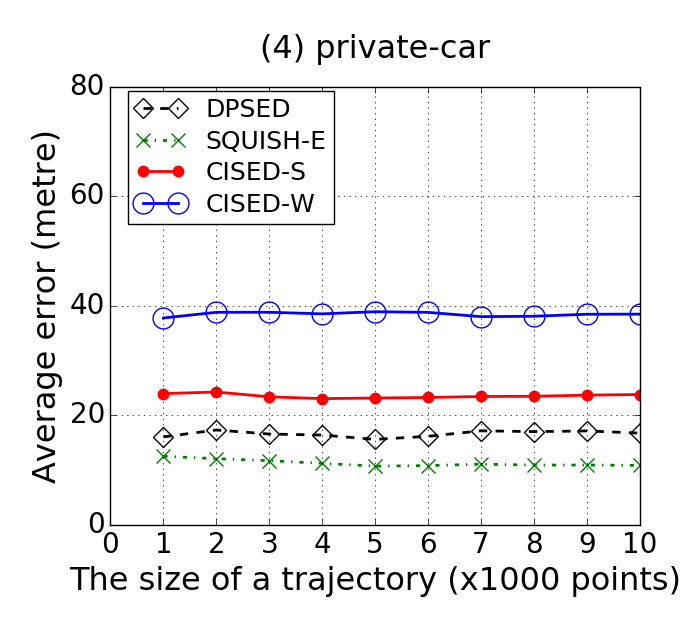 (4) private-car
80
DPSED
SQUISH-E
CISED-S
CISED-W
60
40
20
0
Average error (metre)
0 1 2 3 4 5 6 7 8 9 10
The size of a trajectory (x1000 points)